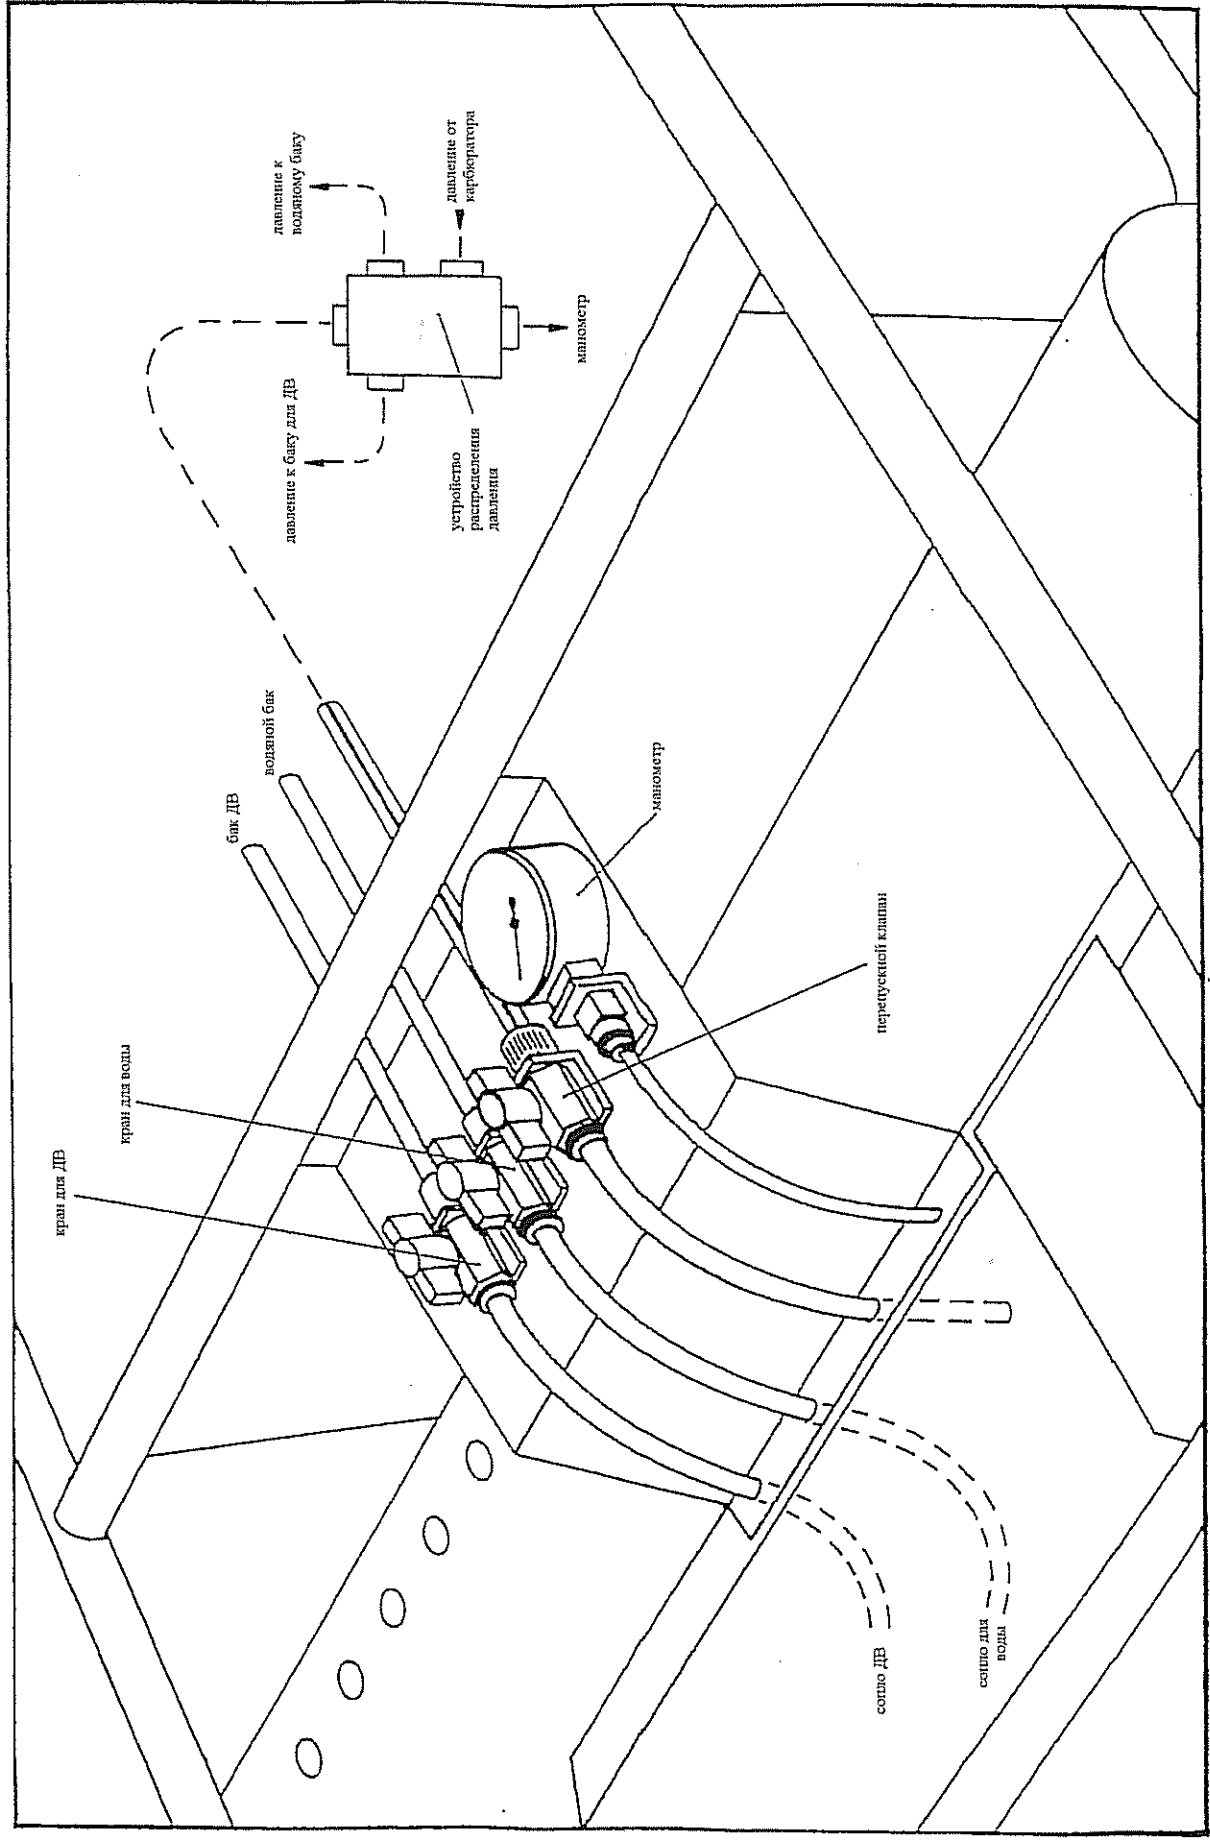 кран для ДВ
кран для воды
бак ДВ
водяной бак
давление к баку для ДВ
давление к
водяному баку
давление от
карбюратора
устройство
распределения
давления
манометр
манометр
перепускной клапан
сопло ДВ
сопло для
воды